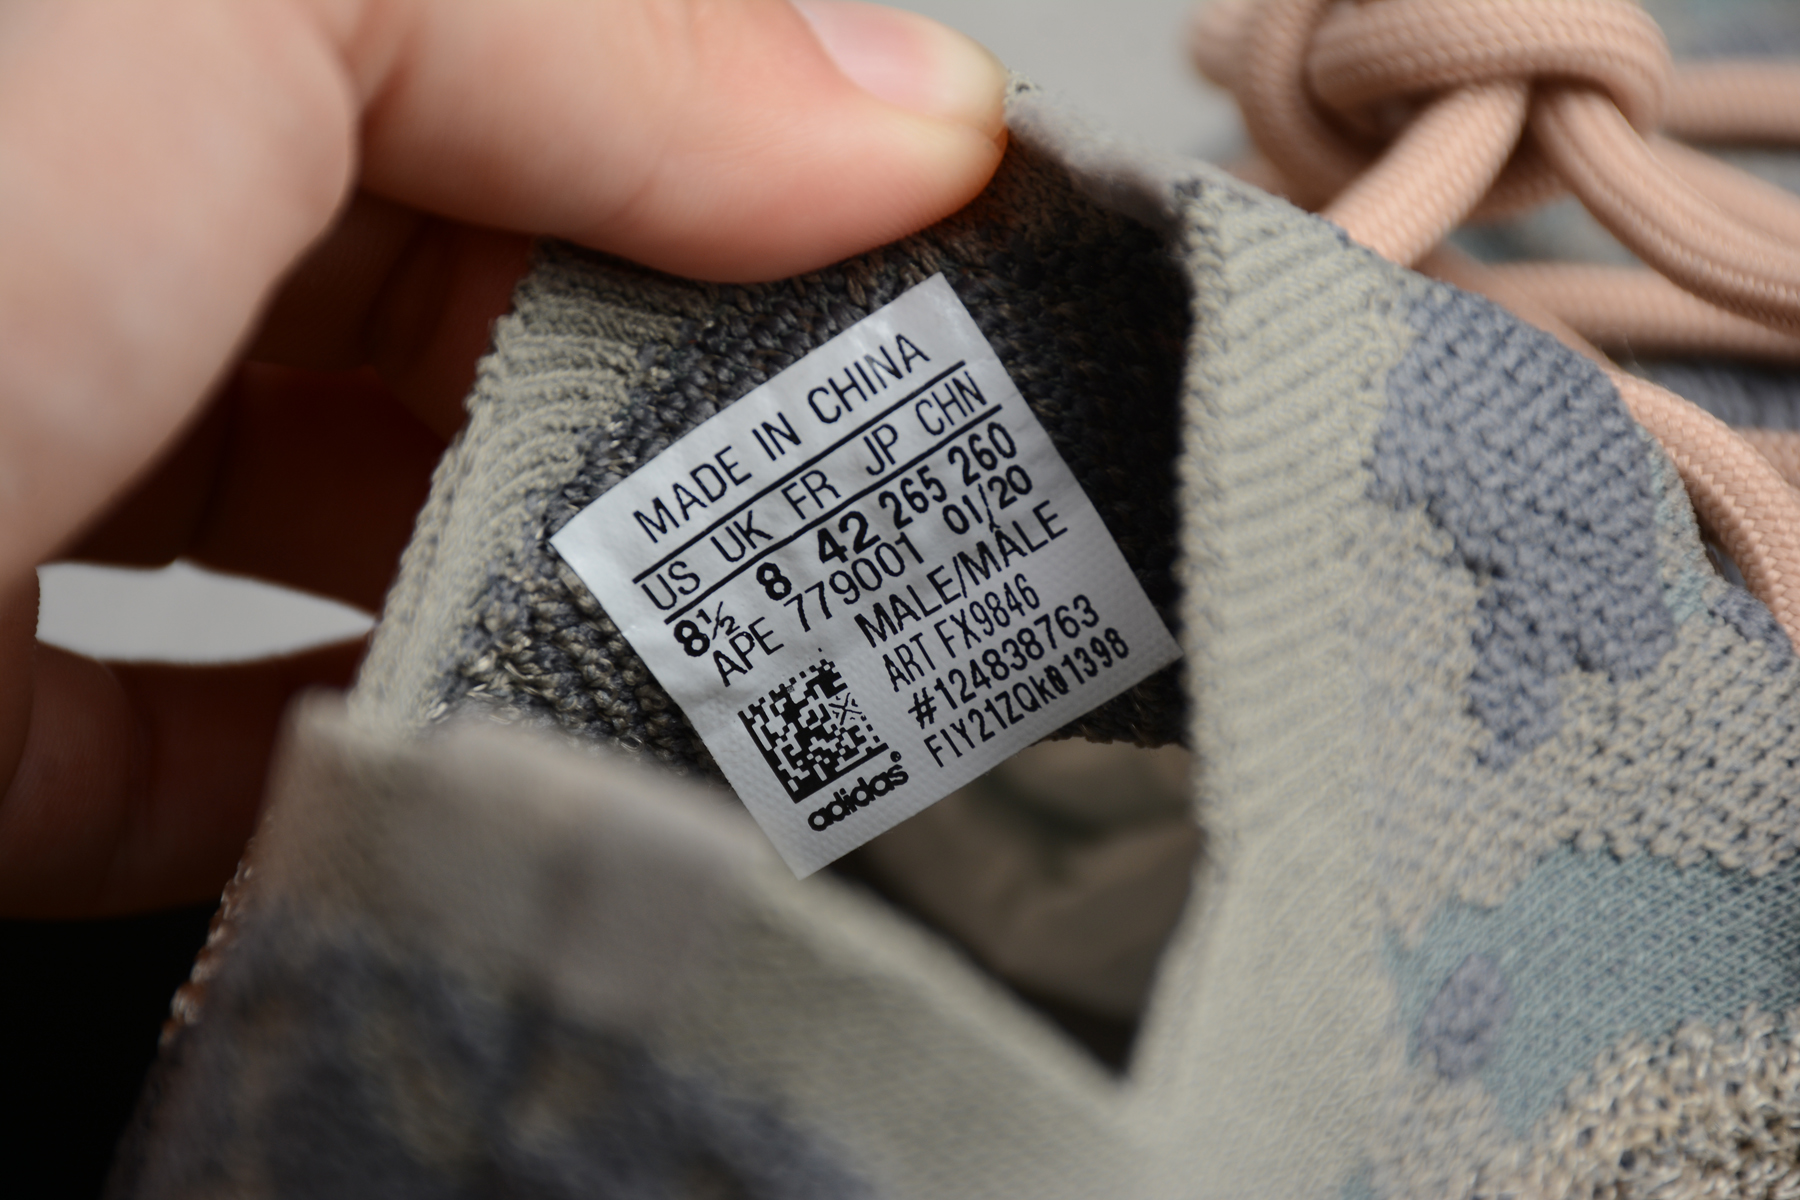 MADE IN CHINA
US UK FR JP CHN
8½ 8 42 265 260
APE 779001 01/20
MALE/MÂLE
ART FX9846
#124838763
F1Y21ZQK01398
adidas®